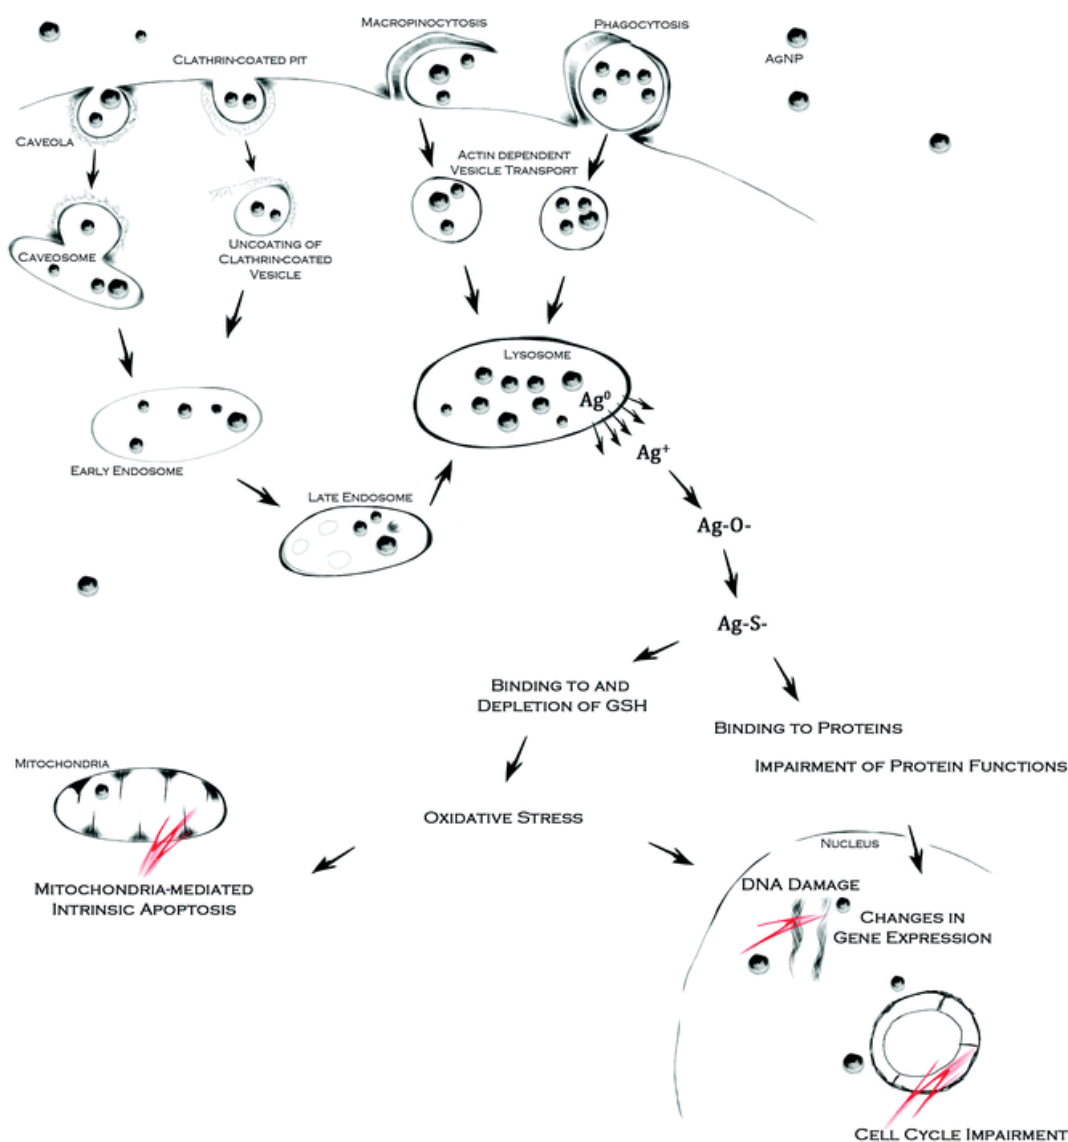 MACROPINOCYTOSIS
PHAGOCYTOSIS
CLATHRIN-COATED PIT
AGNP
CAVEOLA
ACTIN DEPENDENT
VESICLE TRANSPORT
CAVEOSOME
UNCOATING OF
CLATHRIN-COATED
VESICLE
LYSOSOME
Ag⁰
Ag⁺
EARLY ENDOSOME
LATE ENDOSOME
Ag-O-
Ag-S-
BINDING TO AND
DEPLETION OF GSH
BINDING TO PROTEINS
IMPAIRMENT OF PROTEIN FUNCTIONS
MITOCHONDRIA
OXIDATIVE STRESS
MITOCHONDRIA-MEDIATED
INTRINSIC APOPTOSIS
NUCLEUS
DNA DAMAGE
CHANGES IN
GENE EXPRESSION
CELL CYCLE IMPAIRMENT